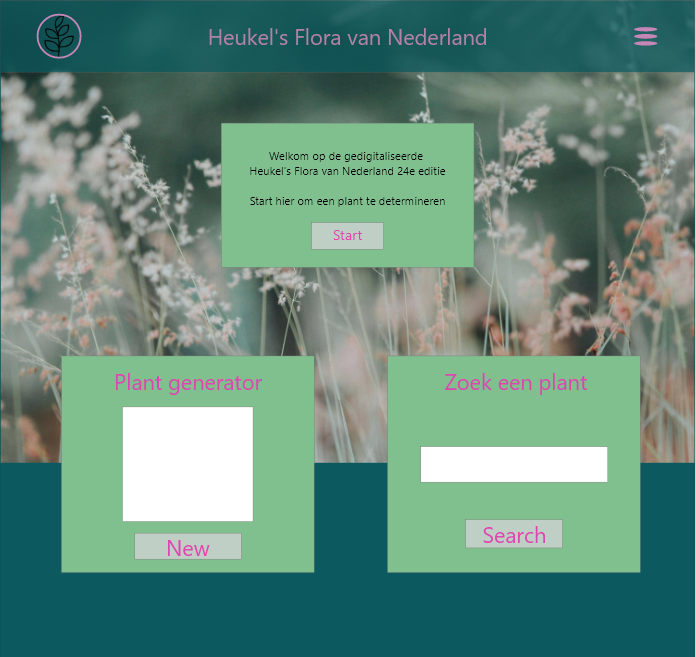 Heukel's Flora van Nederland
Welkom op de gedigitaliseerde
Heukel's Flora van Nederland 24e editie
Start hier om een plant te determineren
Start
Plant generator
New
Zoek een plant
Search